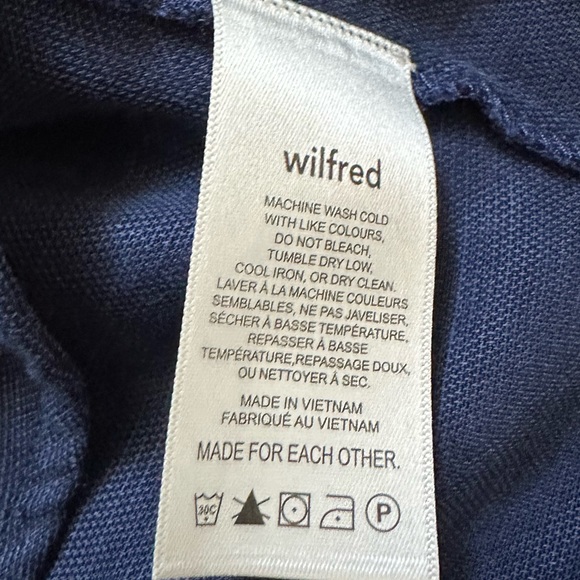 wilfred
MACHINE WASH COLD
WITH LIKE COLOURS,
DO NOT BLEACH,
TUMBLE DRY LOW,
COOL IRON, OR DRY CLEAN.
LAVER À LA MACHINE COULEURS
SEMBLABLES, NE PAS JAVELISER,
SÉCHER À BASSE TEMPÉRATURE,
REPASSER À BASSE
TEMPÉRATURE,REPASSAGE DOUX,
OU NETTOYER À SEC.
MADE IN VIETNAM
FABRIQUÉ AU VIETNAM
MADE FOR EACH OTHER.
30C P